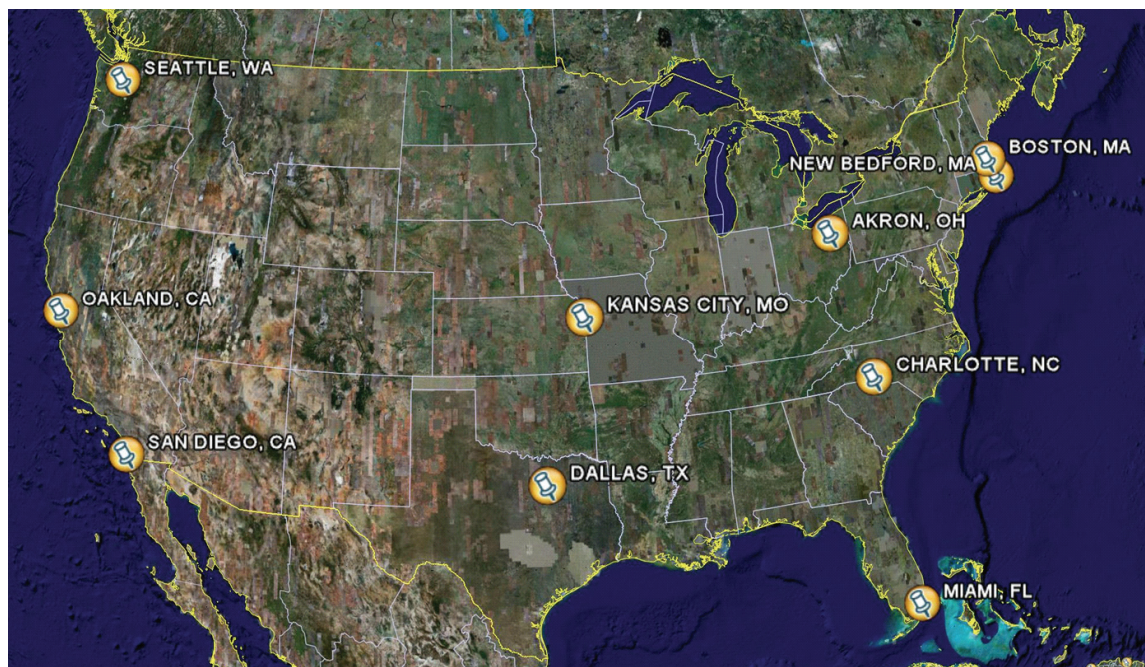 SEATTLE, WA
BOSTON, MA
NEW BEDFORD, MA
AKRON, OH
OAKLAND, CA
KANSAS CITY, MO
CHARLOTTE, NC
SAN DIEGO, CA
DALLAS, TX
MIAMI, FL